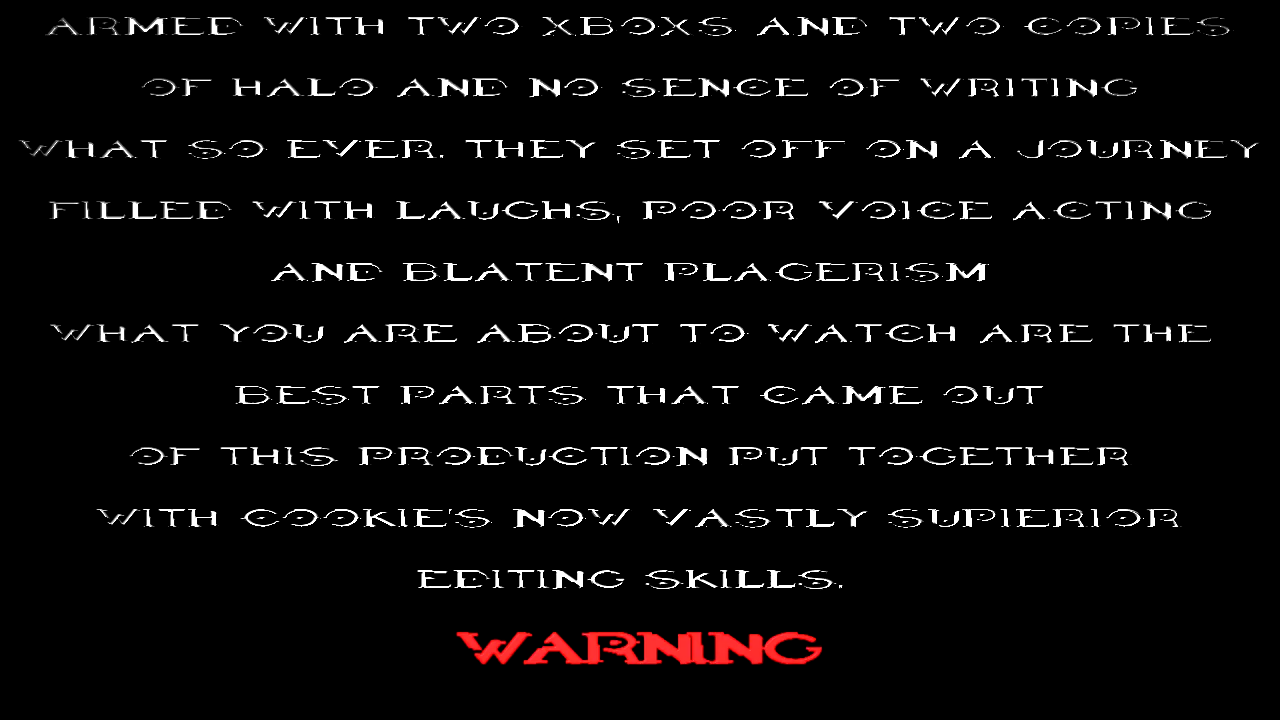 ARMED WITH TWO XBOXS AND TWO COPIES
OF HALO AND NO SENCE OF WRITING
WHAT SO EVER. THEY SET OFF ON A JOURNEY
FILLED WITH LAUGHS, POOR VOICE ACTING
AND BLATENT PLAGERISM
WHAT YOU ARE ABOUT TO WATCH ARE THE
BEST PARTS THAT CAME OUT
OF THIS PRODUCTION PUT TOGETHER
WITH COOKIE'S NOW VASTLY SUPIERIOR
EDITING SKILLS.
WARNING